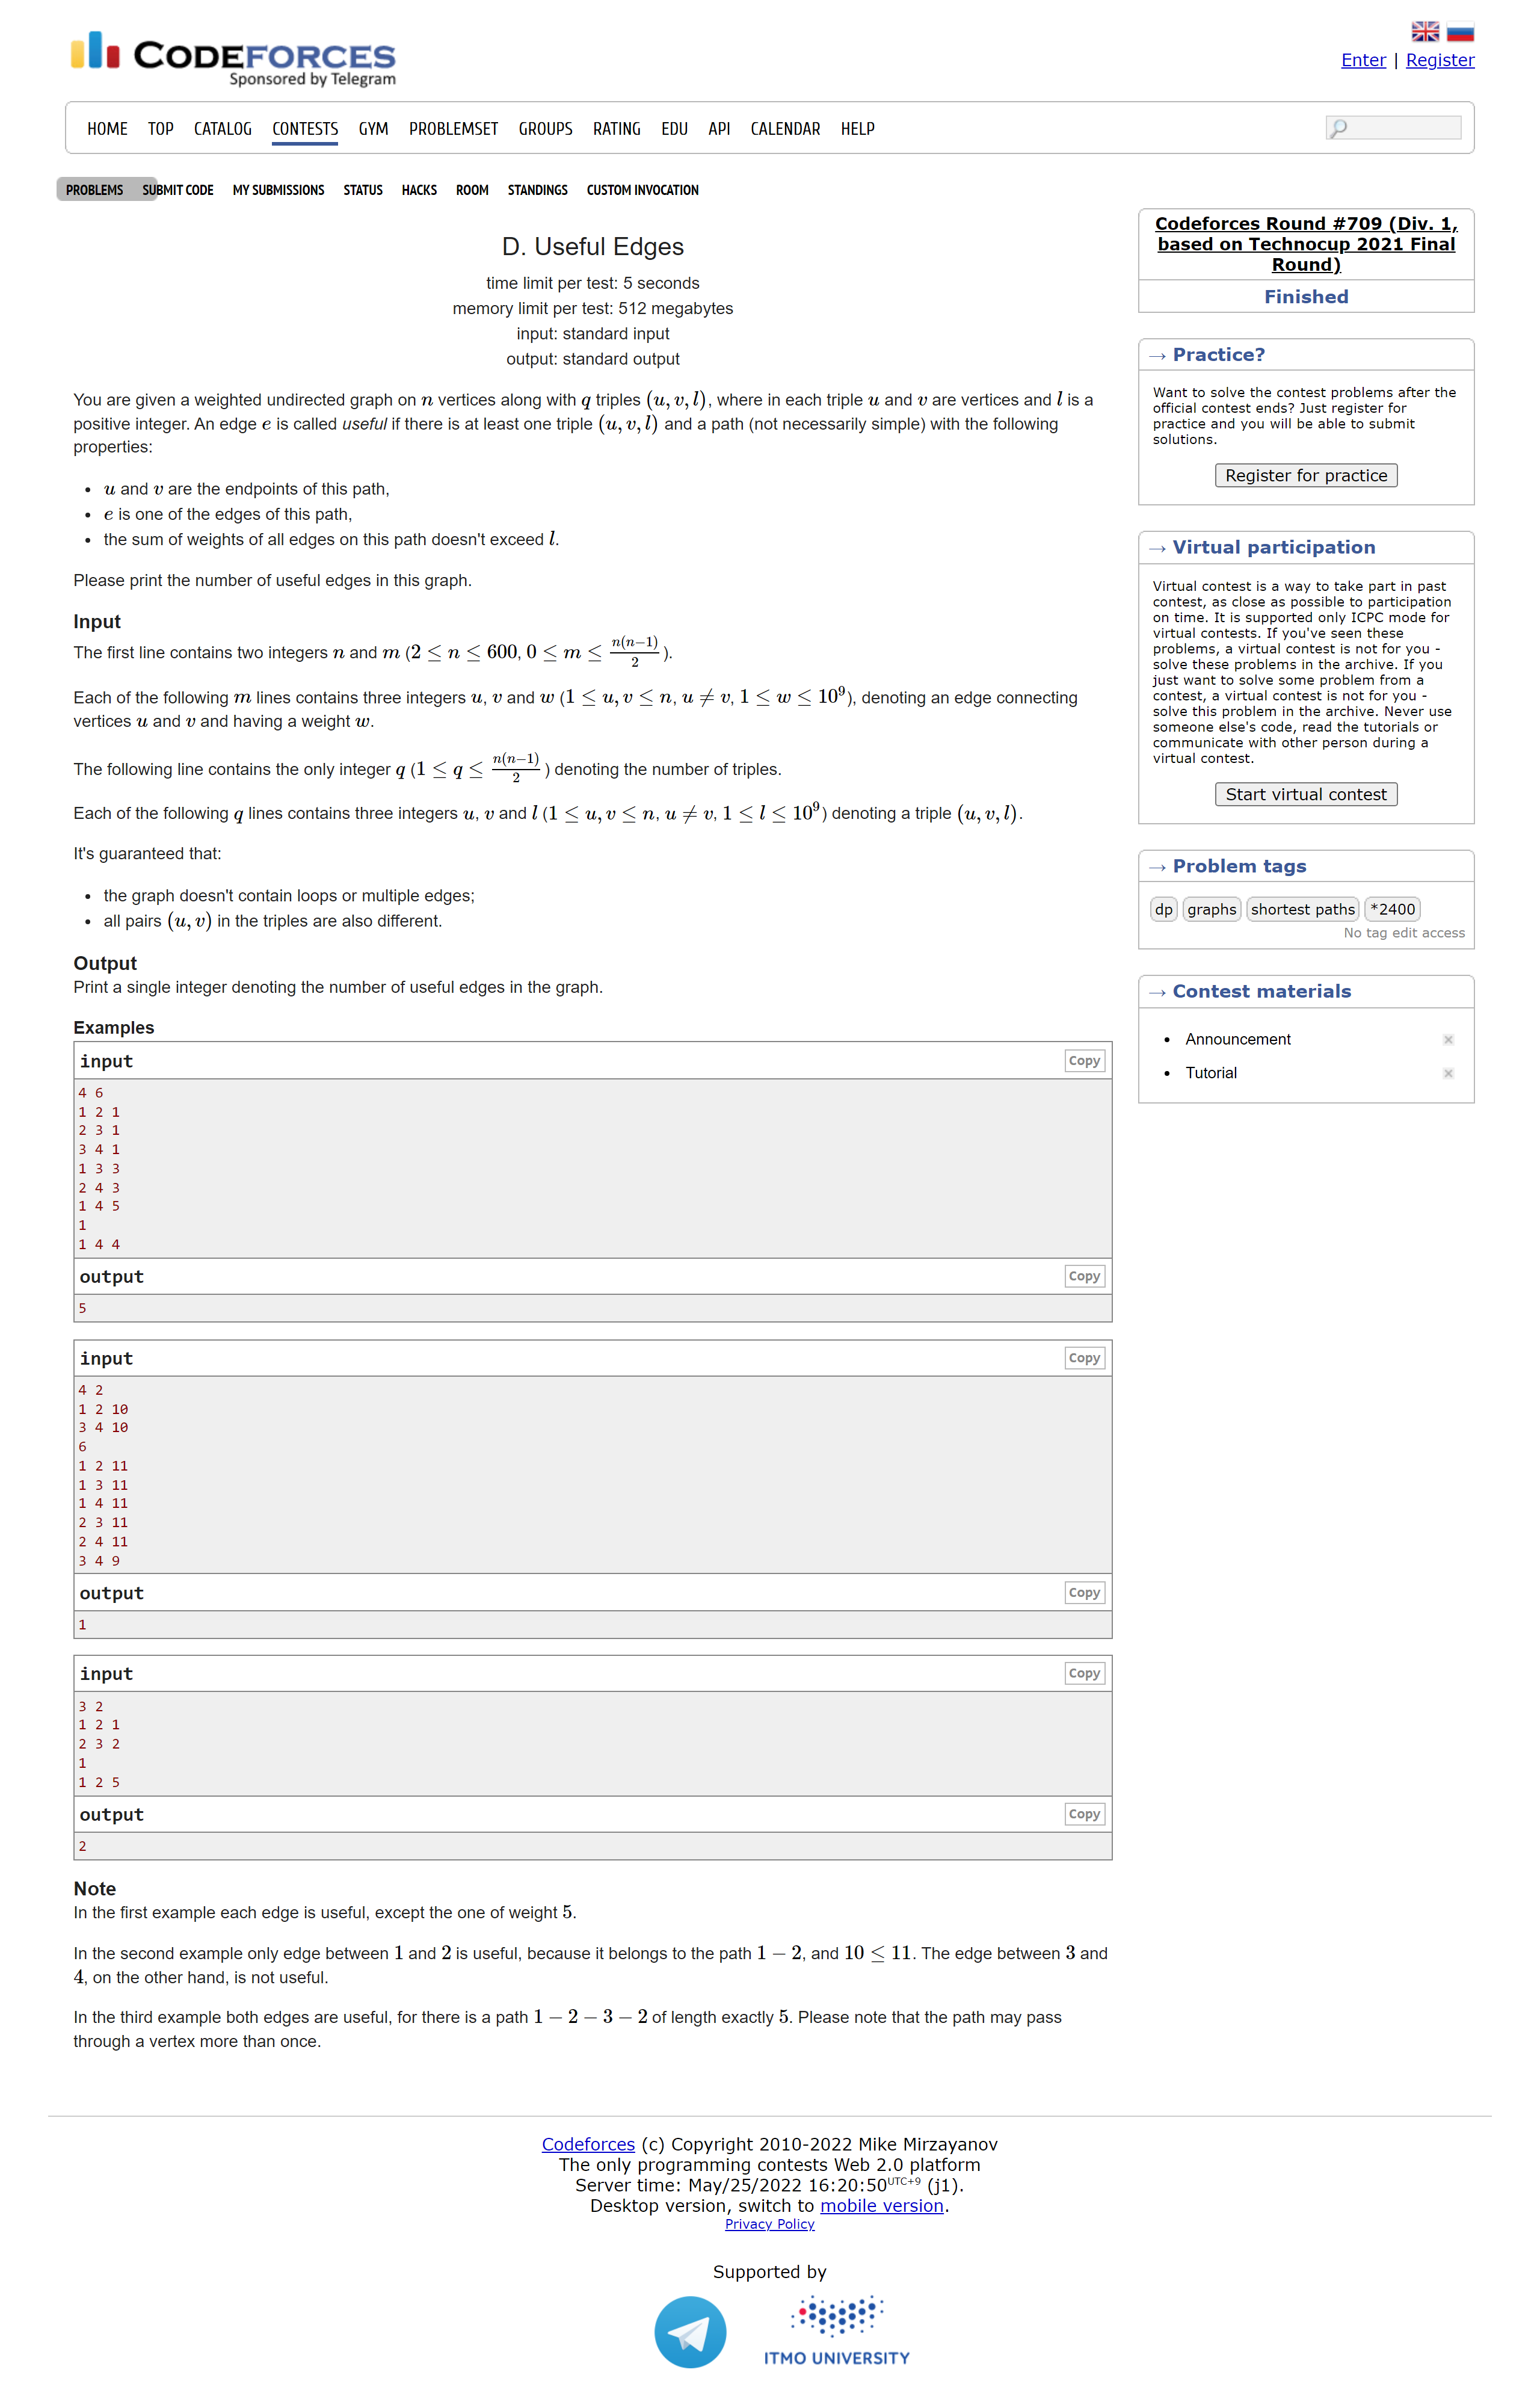 CODEFORCES
Sponsored by Telegram
Enter | Register
HOME TOP CATALOG CONTESTS GYM PROBLEMSET GROUPS RATING EDU API CALENDAR HELP
PROBLEMS SUBMIT CODE MY SUBMISSIONS STATUS HACKS ROOM STANDINGS CUSTOM INVOCATION
D. Useful Edges
time limit per test: 5 seconds
memory limit per test: 512 megabytes
input: standard input
output: standard output
You are given a weighted undirected graph on n vertices along with q triples (u, v, l), where in each triple u and v are vertices and l is a
positive integer. An edge e is called useful if there is at least one triple (u, v, l) and a path (not necessarily simple) with the following
properties:
• u and v are the endpoints of this path,
• e is one of the edges of this path,
• the sum of weights of all edges on this path doesn't exceed l.
Please print the number of useful edges in this graph.
Input
The first line contains two integers n and m (2 ≤ n ≤ 600, 0 ≤ m ≤ n(n−1)/2).
Each of the following m lines contains three integers u, v and w (1 ≤ u, v ≤ n, u ≠ v, 1 ≤ w ≤ 10^9), denoting an edge connecting
vertices u and v and having a weight w.
The following line contains the only integer q (1 ≤ q ≤ n(n−1)/2) denoting the number of triples.
Each of the following q lines contains three integers u, v and l (1 ≤ u, v ≤ n, u ≠ v, 1 ≤ l ≤ 10^9) denoting a triple (u, v, l).
It's guaranteed that:
• the graph doesn't contain loops or multiple edges;
• all pairs (u, v) in the triples are also different.
Output
Print a single integer denoting the number of useful edges in the graph.
Examples
input Copy
4 6
1 2 1
2 3 1
3 4 1
1 3 3
2 4 3
1 4 5
1
1 4 4
output Copy
5
input Copy
4 2
1 2 10
3 4 10
6
1 2 11
1 3 11
1 4 11
2 3 11
2 4 11
3 4 9
output Copy
1
input Copy
3 2
1 2 1
2 3 2
1
1 2 5
output Copy
2
Note
In the first example each edge is useful, except the one of weight 5.
In the second example only edge between 1 and 2 is useful, because it belongs to the path 1 − 2, and 10 ≤ 11. The edge between 3 and
4, on the other hand, is not useful.
In the third example both edges are useful, for there is a path 1 − 2 − 3 − 2 of length exactly 5. Please note that the path may pass
through a vertex more than once.
Codeforces Round #709 (Div. 1,
based on Technocup 2021 Final
Round)
Finished
→ Practice?
Want to solve the contest problems after the
official contest ends? Just register for
practice and you will be able to submit
solutions.
Register for practice
→ Virtual participation
Virtual contest is a way to take part in past
contest, as close as possible to participation
on time. It is supported only ICPC mode for
virtual contests. If you've seen these
problems, a virtual contest is not for you -
solve these problems in the archive. If you
just want to solve some problem from a
contest, a virtual contest is not for you -
solve this problem in the archive. Never use
someone else's code, read the tutorials or
communicate with other person during a
virtual contest.
Start virtual contest
→ Problem tags
dp graphs shortest paths *2400
No tag edit access
→ Contest materials
• Announcement
• Tutorial
Codeforces (c) Copyright 2010-2022 Mike Mirzayanov
The only programming contests Web 2.0 platform
Server time: May/25/2022 16:20:50 UTC+9 (j1).
Desktop version, switch to mobile version.
Privacy Policy
Supported by
ITMO UNIVERSITY